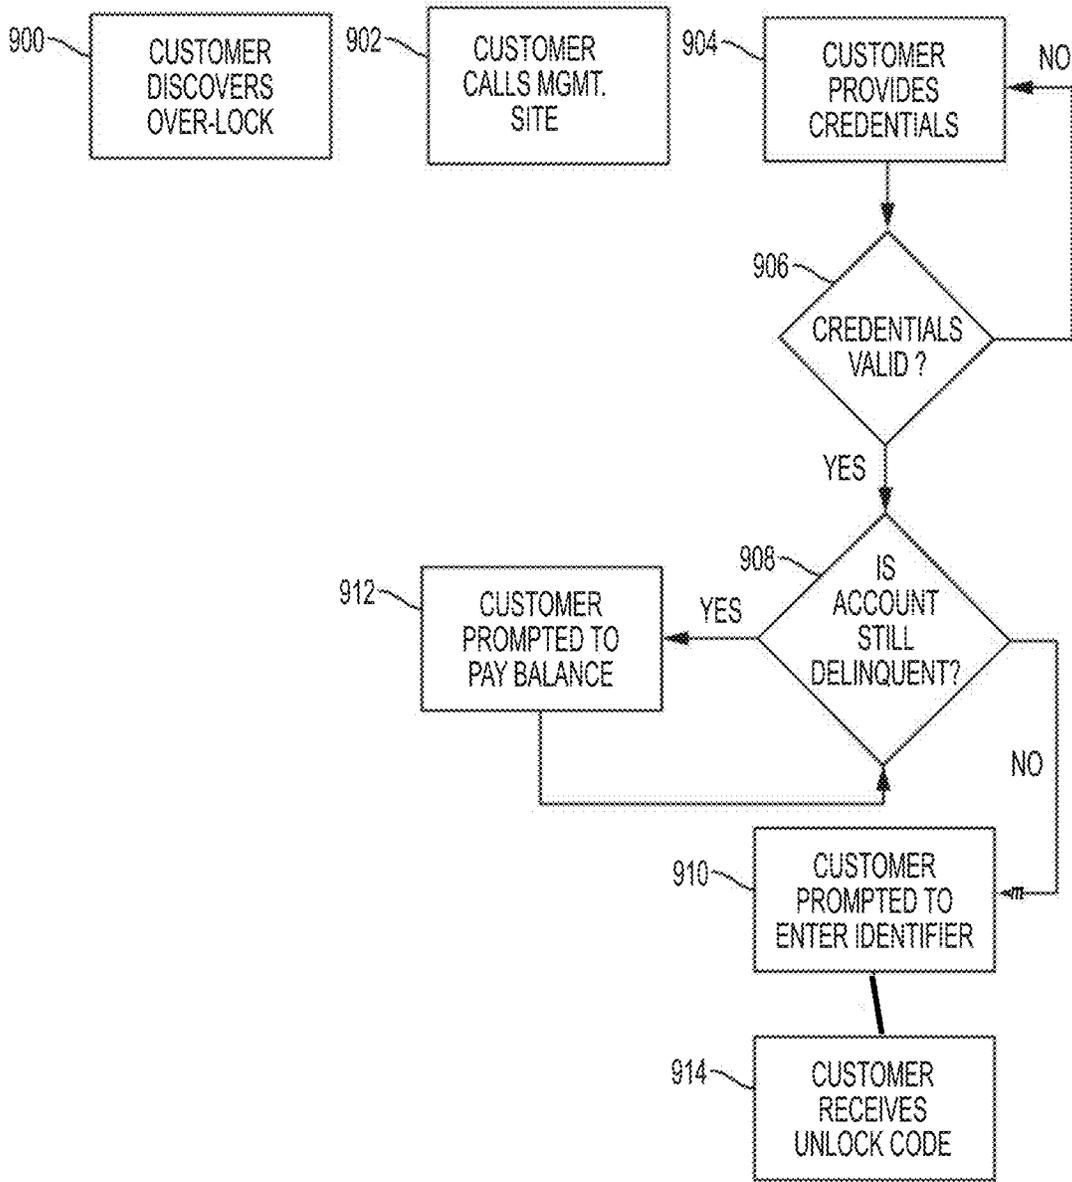 900
CUSTOMER
DISCOVERS
OVER-LOCK
902
CUSTOMER
CALLS MGMT.
SITE
904
CUSTOMER
PROVIDES
CREDENTIALS
NO
906
CREDENTIALS
VALID ?
YES
908
IS
ACCOUNT
STILL
DELINQUENT?
YES
912
CUSTOMER
PROMPTED TO
PAY BALANCE
NO
910
CUSTOMER
PROMPTED TO
ENTER IDENTIFIER
914
CUSTOMER
RECEIVES
UNLOCK CODE